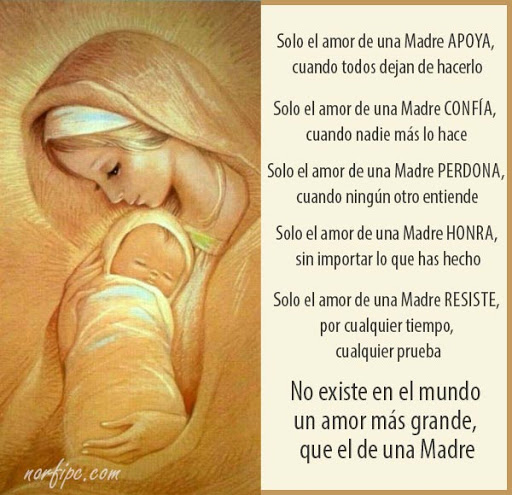 Solo el amor de una Madre APOYA,
cuando todos dejan de hacerlo
Solo el amor de una Madre CONFÍA,
cuando nadie más lo hace
Solo el amor de una Madre PERDONA,
cuando ningún otro entiende
Solo el amor de una Madre HONRA,
sin importar lo que has hecho
Solo el amor de una Madre RESISTE,
por cualquier tiempo,
cualquier prueba
No existe en el mundo
un amor más grande,
que el de una Madre
norfipc.com